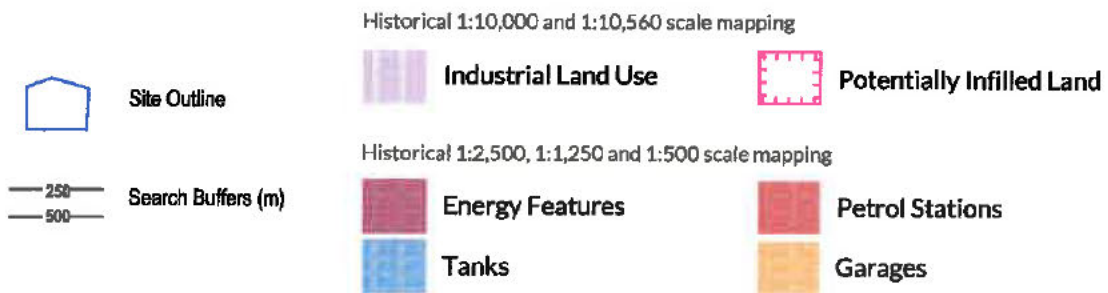 Historical 1:10,000 and 1:10,560 scale mapping
Industrial Land Use
Potentially Infilled Land
Site Outline
Historical 1:2,500, 1:1,250 and 1:500 scale mapping
250
500
Search Buffers (m)
Energy Features
Petrol Stations
Tanks
Garages